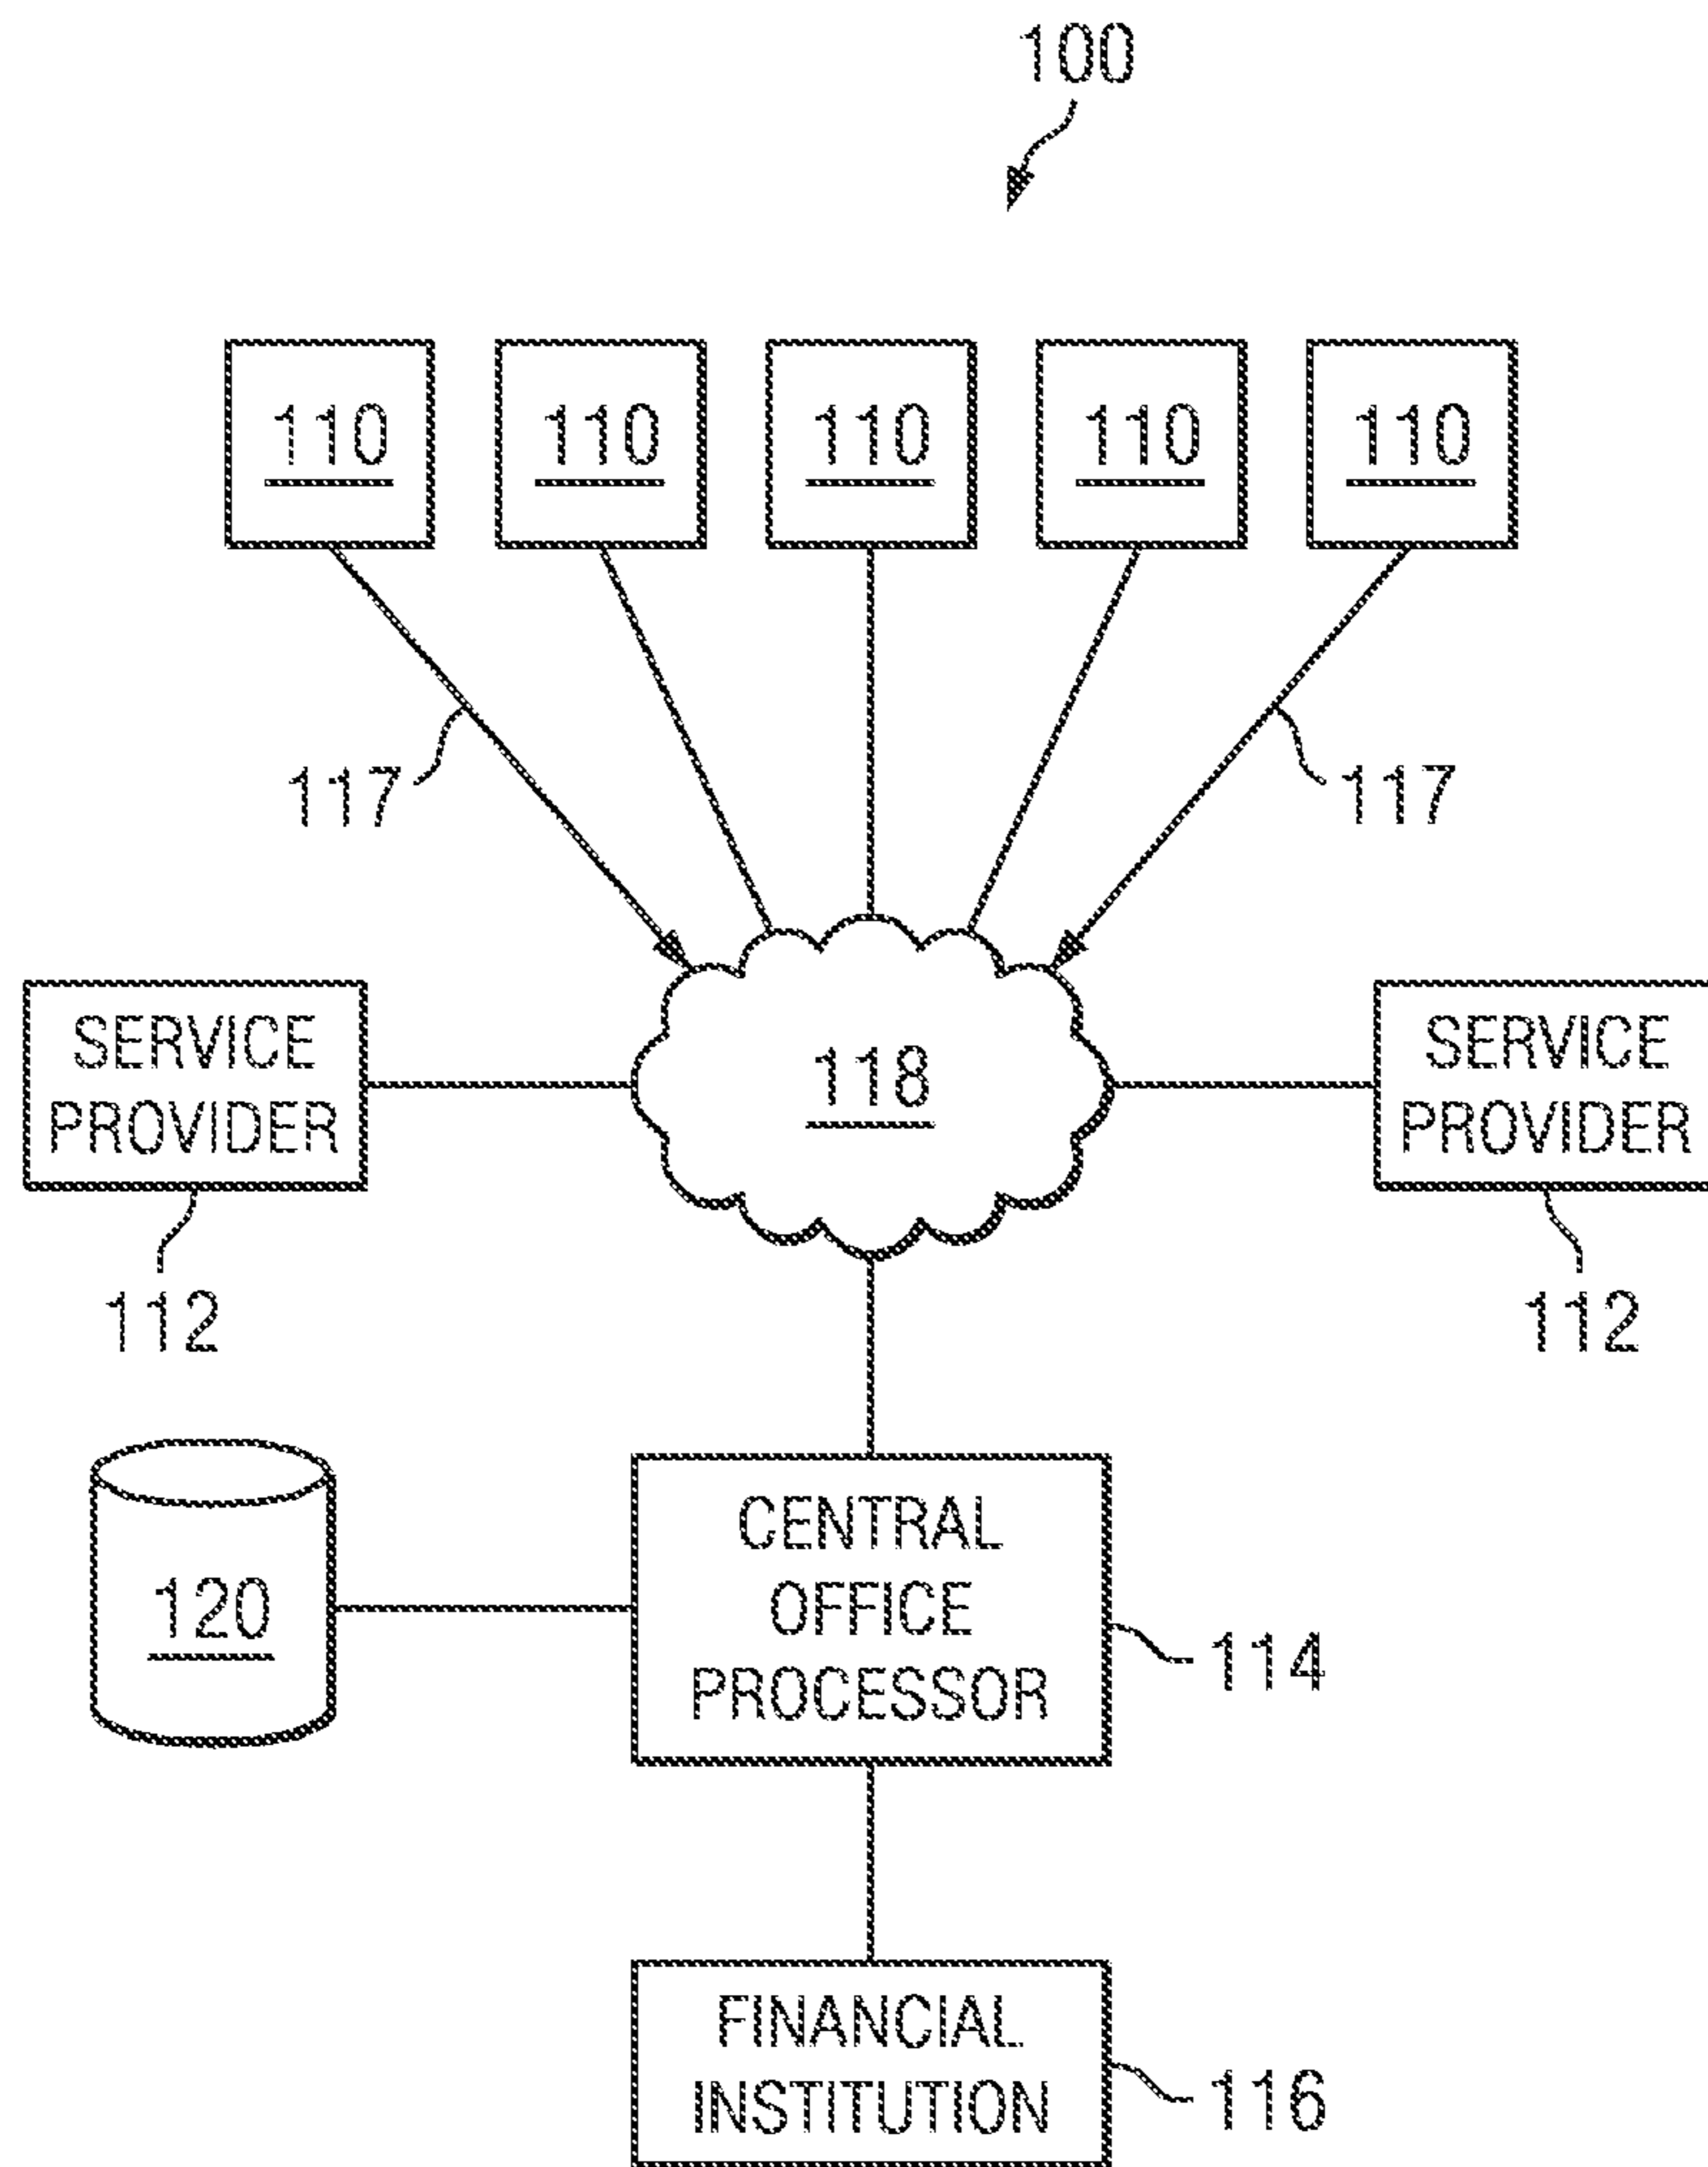 100
110
110
110
110
110
117
117
SERVICE
PROVIDER
118
SERVICE
PROVIDER
112
112
120
CENTRAL
OFFICE
PROCESSOR
114
FINANCIAL
INSTITUTION
116